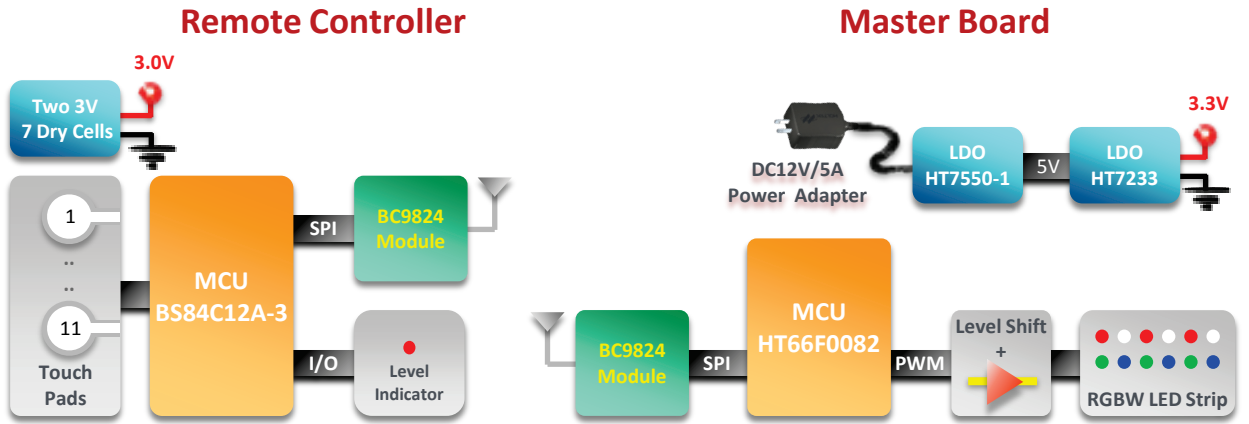 Remote Controller
3.0V
Two 3V
7 Dry Cells
1
..
..
11
Touch
Pads
MCU
BS84C12A-3
SPI
BC9824
Module
I/O
Level
Indicator
Master Board
DC12V/5A
Power Adapter
LDO
HT7550-1
5V
LDO
HT7233
3.3V
BC9824
Module
SPI
MCU
HT66F0082
PWM
Level Shift
+
RGBW LED Strip